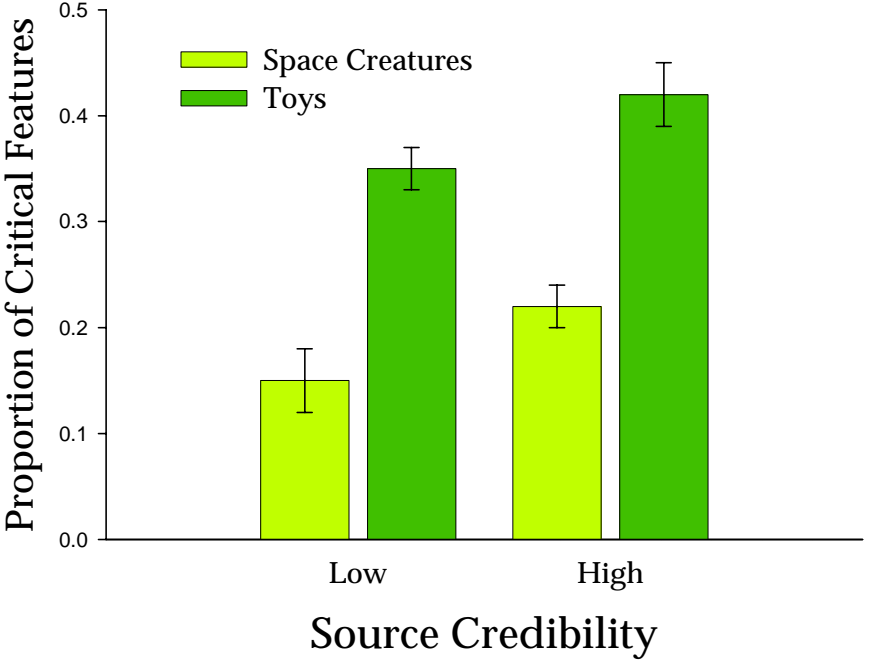 Proportion of Critical Features
0.5
0.4
0.3
0.2
0.1
0.0
Space Creatures
Toys
Low
High
Source Credibility